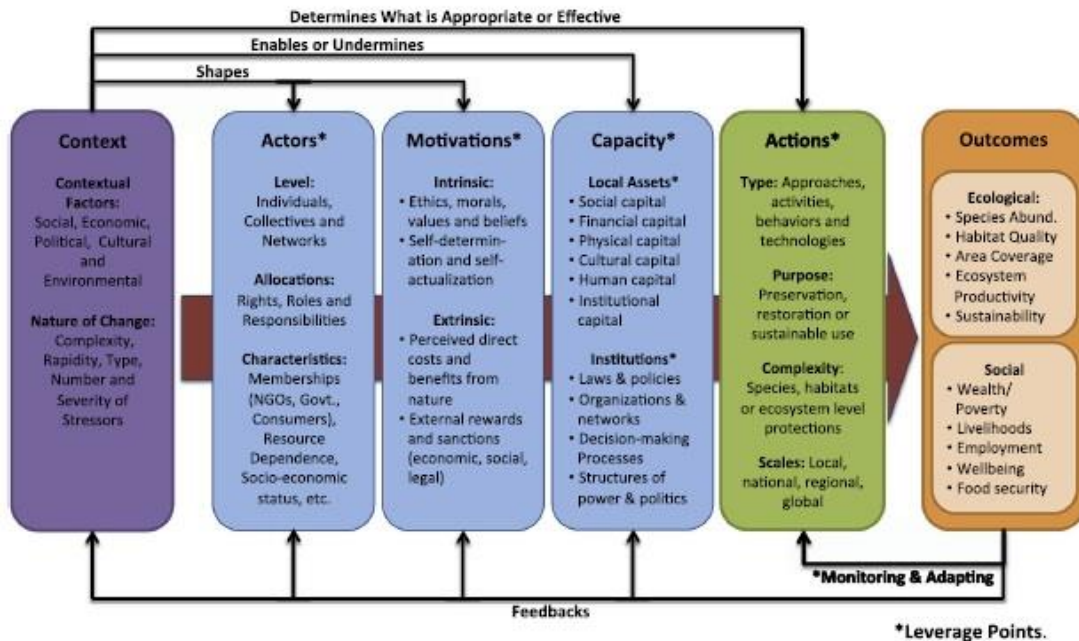 Determines What is Appropriate or Effective
Enables or Undermines
Shapes
Context
Contextual
Factors:
Social, Economic,
Political, Cultural
and
Environmental
Nature of Change:
Complexity,
Rapidity, Type,
Number and
Severity of
Stressors
Actors*
Level:
Individuals,
Collectives and
Networks
Allocations:
Rights, Roles and
Responsibilities
Characteristics:
Memberships
(NGOs, Govt.,
Consumers),
Resource
Dependence,
Socio-economic
status, etc.
Motivations*
Intrinsic:
• Ethics, morals,
values and beliefs
• Self-determin-
ation and self-
actualization
Extrinsic:
• Perceived direct
costs and
benefits from
nature
• External rewards
and sanctions
(economic, social,
legal)
Capacity*
Local Assets*
• Social capital
• Financial capital
• Physical capital
• Cultural capital
• Human capital
• Institutional
capital
Institutions*
• Laws & policies
• Organizations &
networks
• Decision-making
Processes
• Structures of
power & politics
Actions*
Type: Approaches,
activities,
behaviors and
technologies
Purpose:
Preservation,
restoration or
sustainable use
Complexity:
Species, habitats
or ecosystem level
protections
Scales: Local,
national, regional,
global
Outcomes
Ecological:
• Species Abund.
• Habitat Quality
• Area Coverage
• Ecosystem
Productivity
• Sustainability
Social
• Wealth/
Poverty
• Livelihoods
• Employment
• Wellbeing
• Food security
*Monitoring & Adapting
Feedbacks
*Leverage Points.